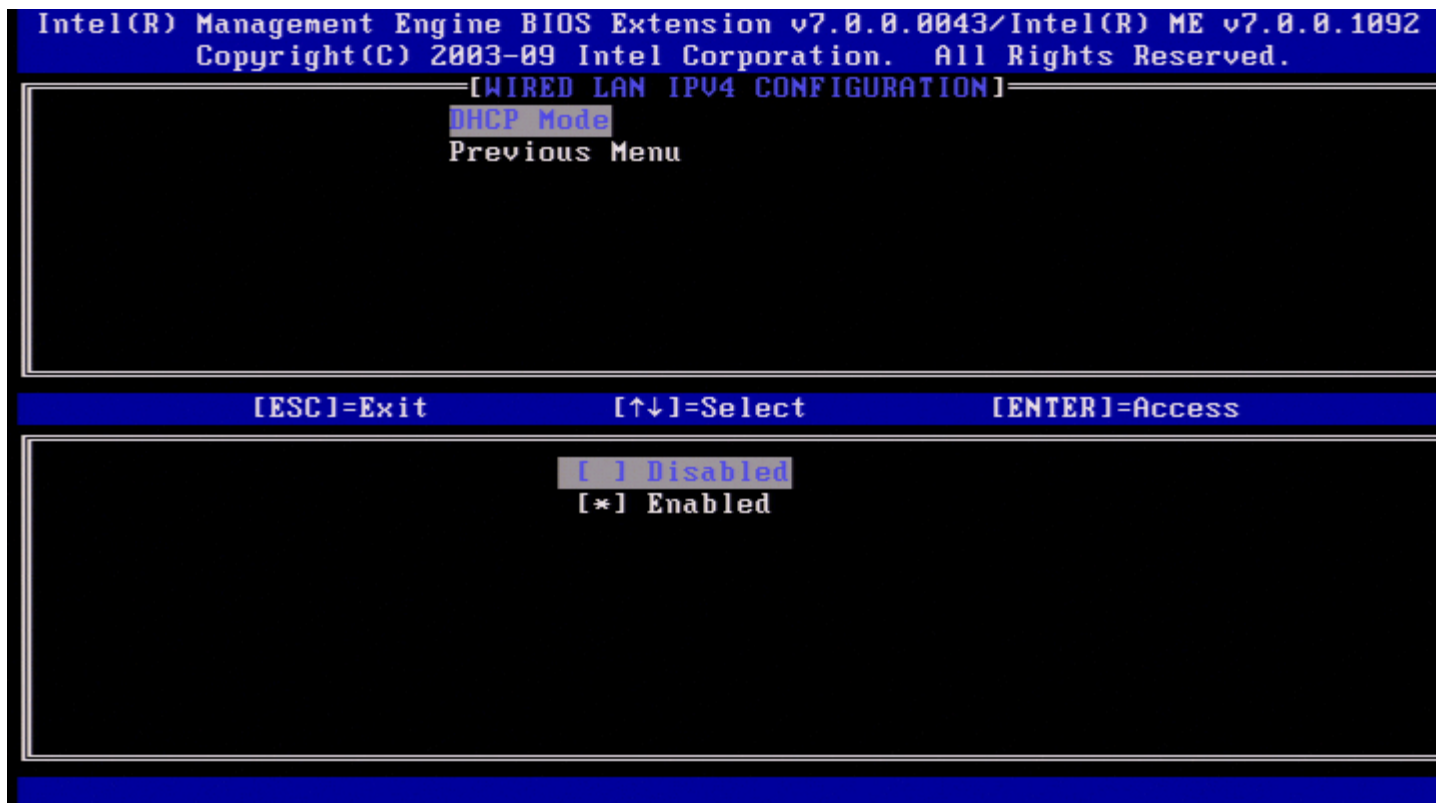 Intel(R) Management Engine BIOS Extension v7.0.0.0043/Intel(R) ME v7.0.0.1092
Copyright(C) 2003-09 Intel Corporation. All Rights Reserved.
[WIRED LAN IPV4 CONFIGURATION]
DHCP Mode
Previous Menu
[ESC]=Exit [↑↓]=Select [ENTER]=Access
[ ] Disabled
[*] Enabled